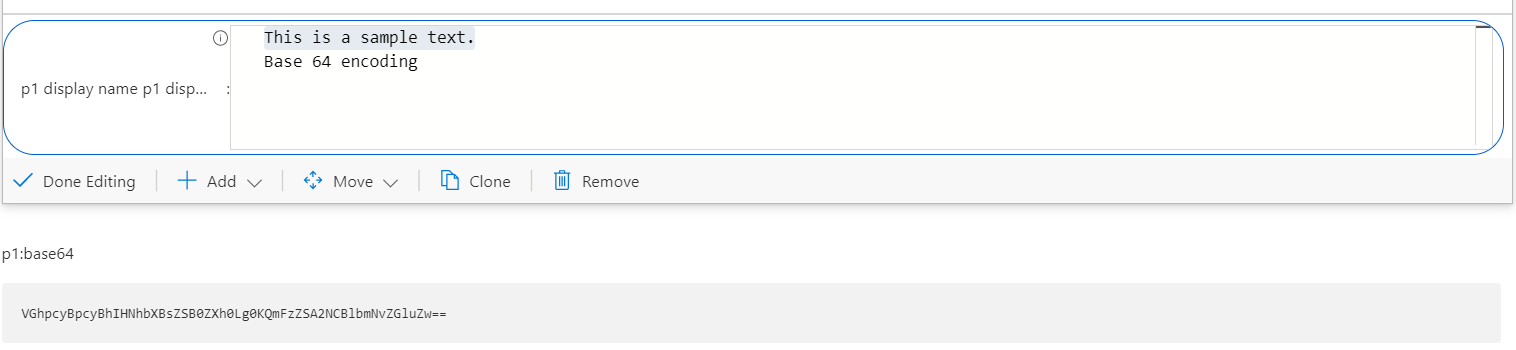 This is a sample text.
Base 64 encoding
p1 display name p1 disp... :
Done Editing Add Move Clone Remove
p1:base64
VGhpcyBpcyBhIHNhbXBsZSB0ZXh0Lg0KQmFzZSA2NCBlbmNvZGluZw==